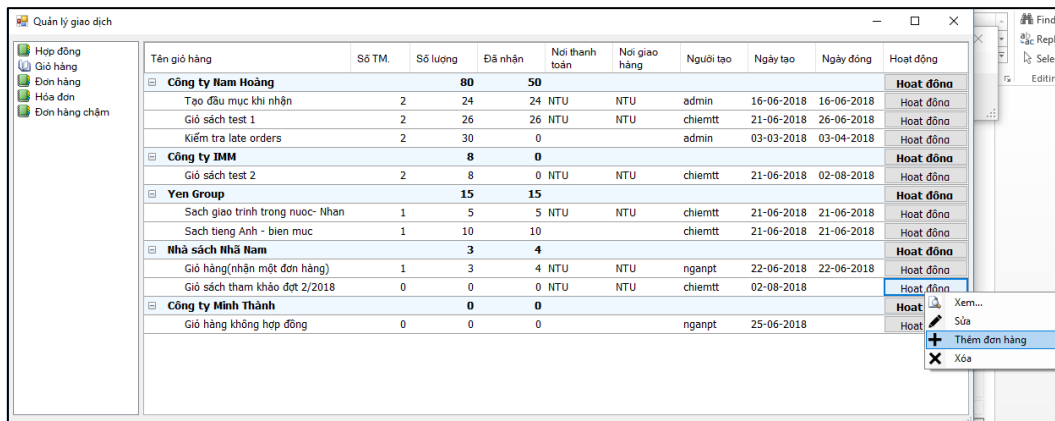 Quản lý giao dịch
Find
Repl
Sele
Editin
Hợp đồng
Giỏ hàng
Đơn hàng
Hóa đơn
Đơn hàng chậm
Tên giỏ hàng Số TM. Số lượng Đã nhận Nơi thanh toán Nơi giao hàng Người tạo Ngày tạo Ngày đóng Hoạt động
Công ty Nam Hoàng 80 50 Hoạt động
Tạo đầu mục khi nhận 2 24 24 NTU NTU admin 16-06-2018 16-06-2018 Hoạt động
Giỏ sách test 1 2 26 26 NTU NTU chiemtt 21-06-2018 26-06-2018 Hoạt động
Kiểm tra late orders 2 30 0 admin 03-03-2018 03-04-2018 Hoạt động
Công ty IMM 8 0 Hoạt động
Giỏ sách test 2 2 8 0 NTU NTU chiemtt 21-06-2018 02-08-2018 Hoạt động
Yen Group 15 15 Hoạt động
Sach giao trinh trong nuoc- Nhan 1 5 5 NTU NTU chiemtt 21-06-2018 21-06-2018 Hoạt động
Sach tieng Anh - bien muc 1 10 10 chiemtt 21-06-2018 21-06-2018 Hoạt động
Nhà sách Nhã Nam 3 4 Hoạt động
Giỏ hàng(nhận một đơn hàng) 1 3 4 NTU NTU nganpt 22-06-2018 22-06-2018 Hoạt động
Giỏ sách tham khảo đợt 2/2018 0 0 0 NTU NTU chiemtt 02-08-2018 Hoạt động
Công ty Minh Thành 0 0 Hoạt
Giỏ hàng không hợp đồng 0 0 0 nganpt 25-06-2018 Hoạt
Xem...
Sửa
Thêm đơn hàng
Xóa